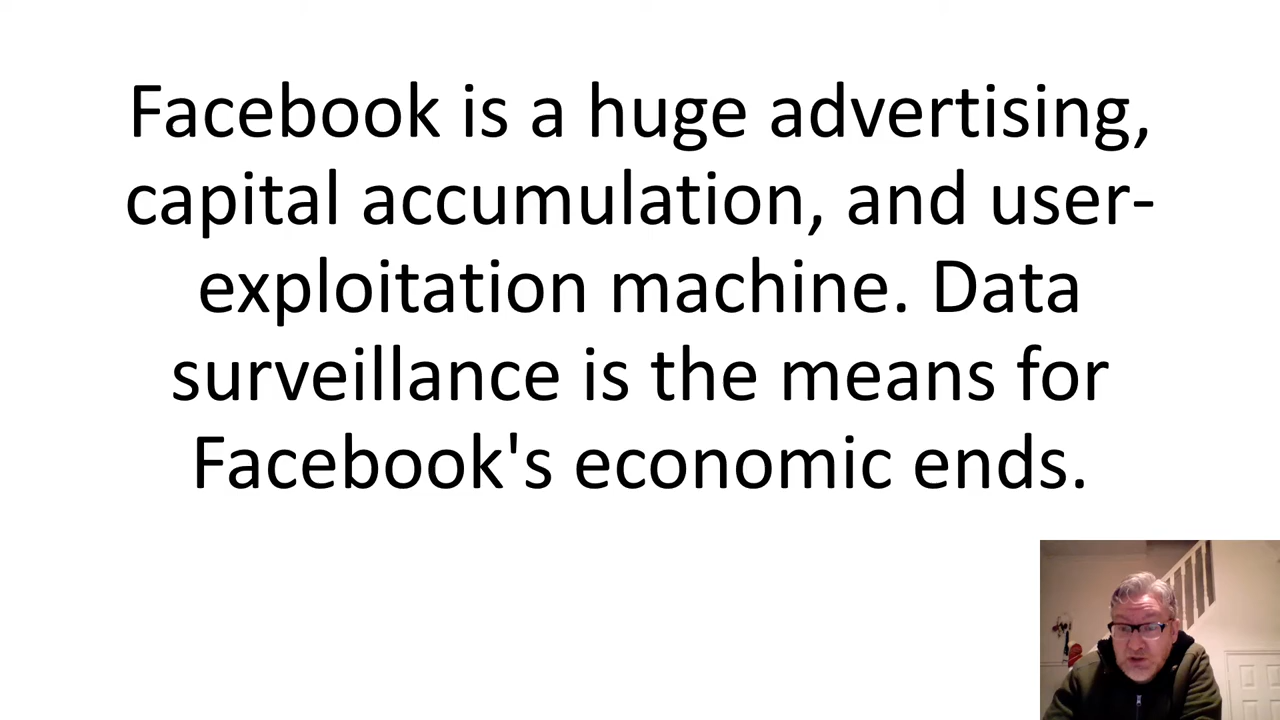 Facebook is a huge advertising,
capital accumulation, and user-
exploitation machine. Data
surveillance is the means for
Facebook's economic ends.